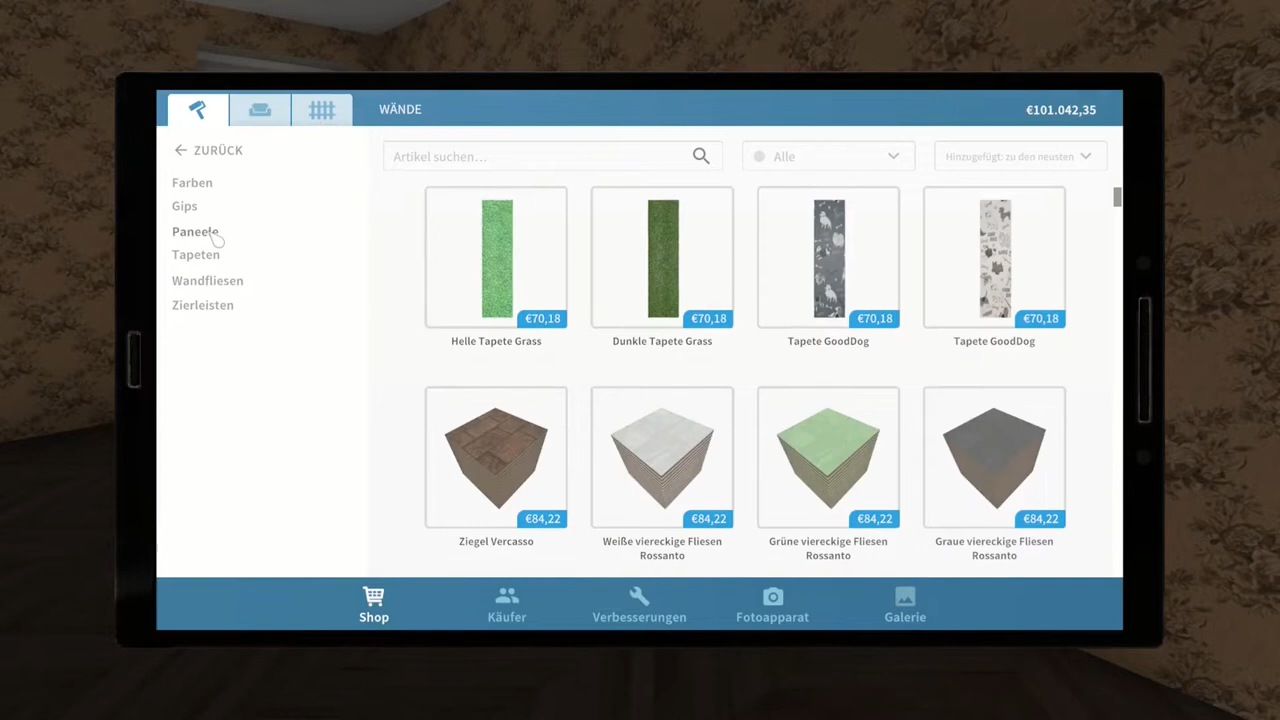 WÄNDE
€101.042,35
ZURÜCK
Artikel suchen...
Alle
Hinzugefügt: zu den neusten
Farben
Gips
Paneele
Tapeten
Wandfliesen
Zierleisten
€70,18
€70,18
€70,18
€70,18
Helle Tapete Grass
Dunkle Tapete Grass
Tapete GoodDog
Tapete GoodDog
€84,22
€84,22
€84,22
€84,22
Ziegel Vercasso
Weiße viereckige Fliesen
Rossanto
Grüne viereckige Fliesen
Rossanto
Graue viereckige Fliesen
Rossanto
Shop
Käufer
Verbesserungen
Fotoapparat
Galerie